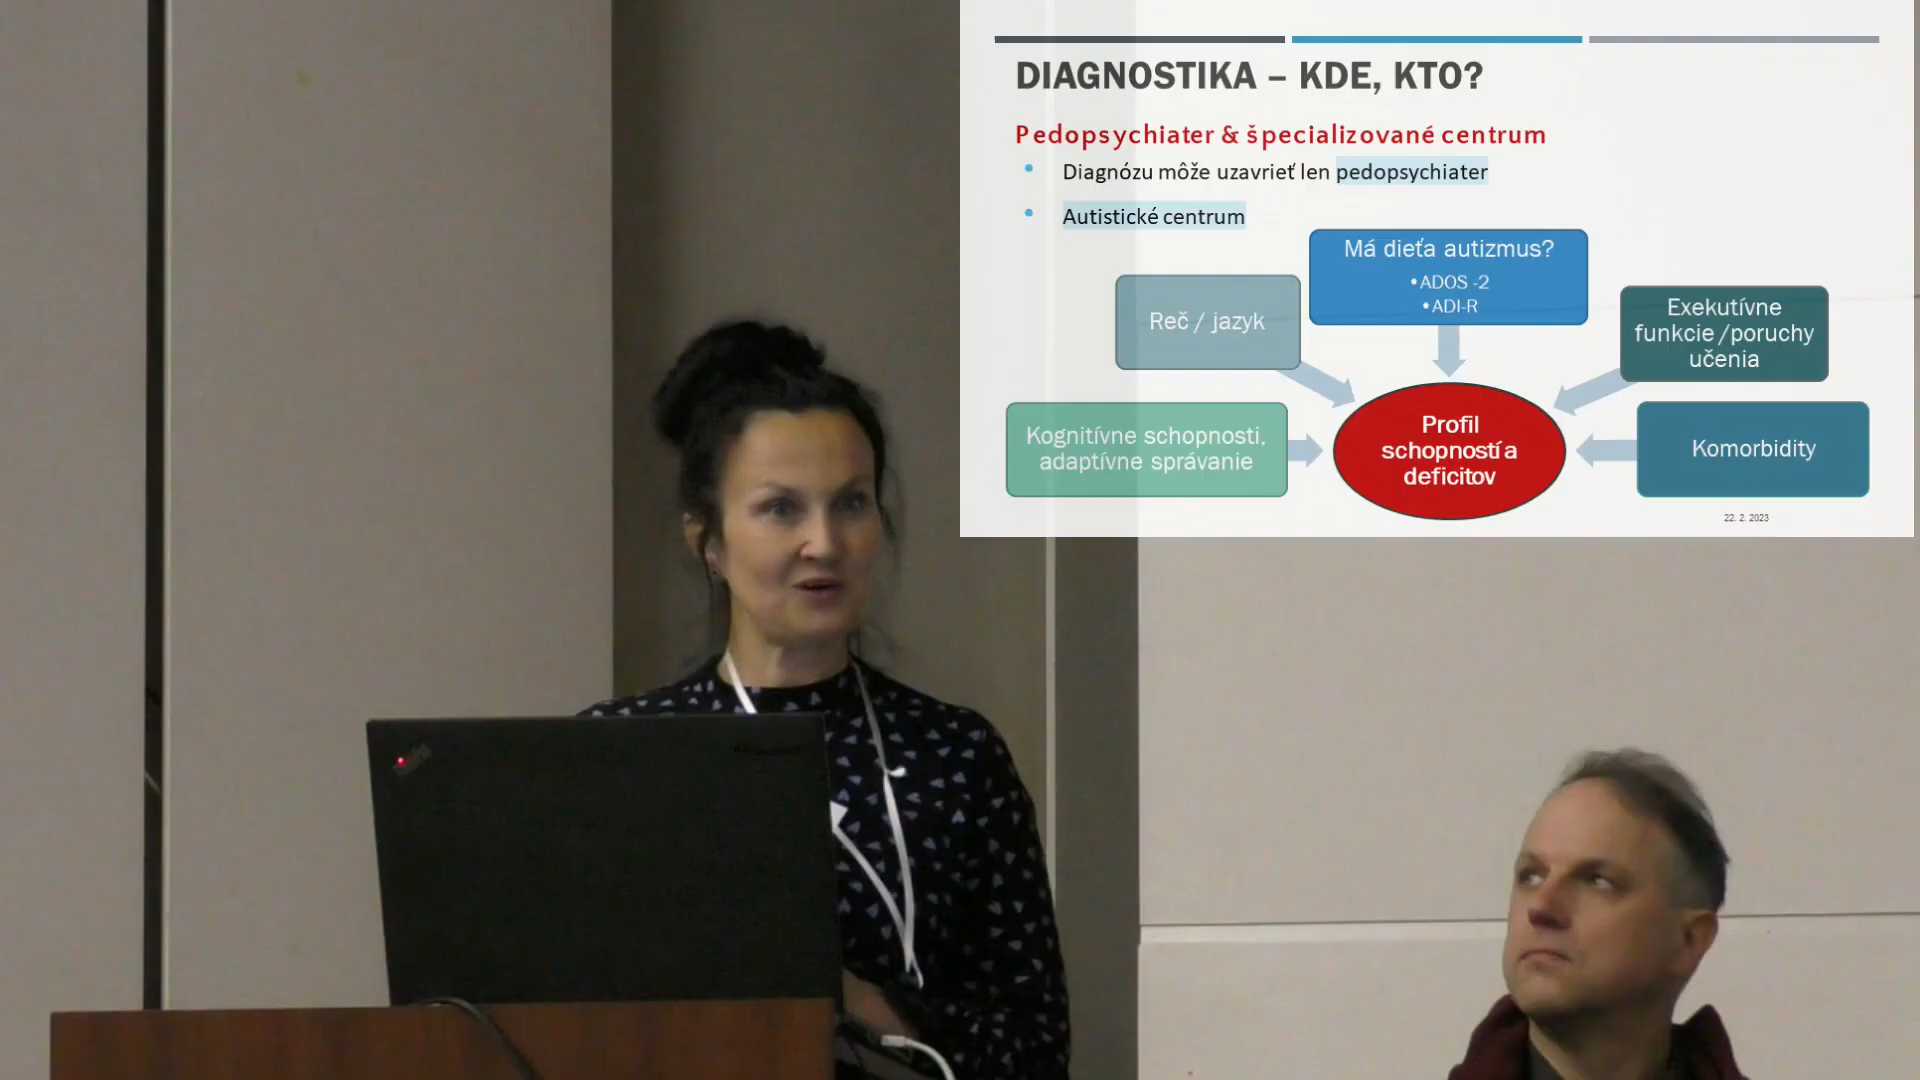 DIAGNOSTIKA – KDE, KTO?
Pedopsychiater & špecializované centrum
• Diagnózu môže uzavrieť len pedopsychiater
• Autistické centrum
Má dieťa autizmus?
•ADOS -2
•ADI-R
Reč / jazyk
Exekutívne
funkcie /poruchy
učenia
Kognitívne schopnosti,
adaptívne správanie
Profil
schopností a
deficitov
Komorbidity
22. 2. 2023